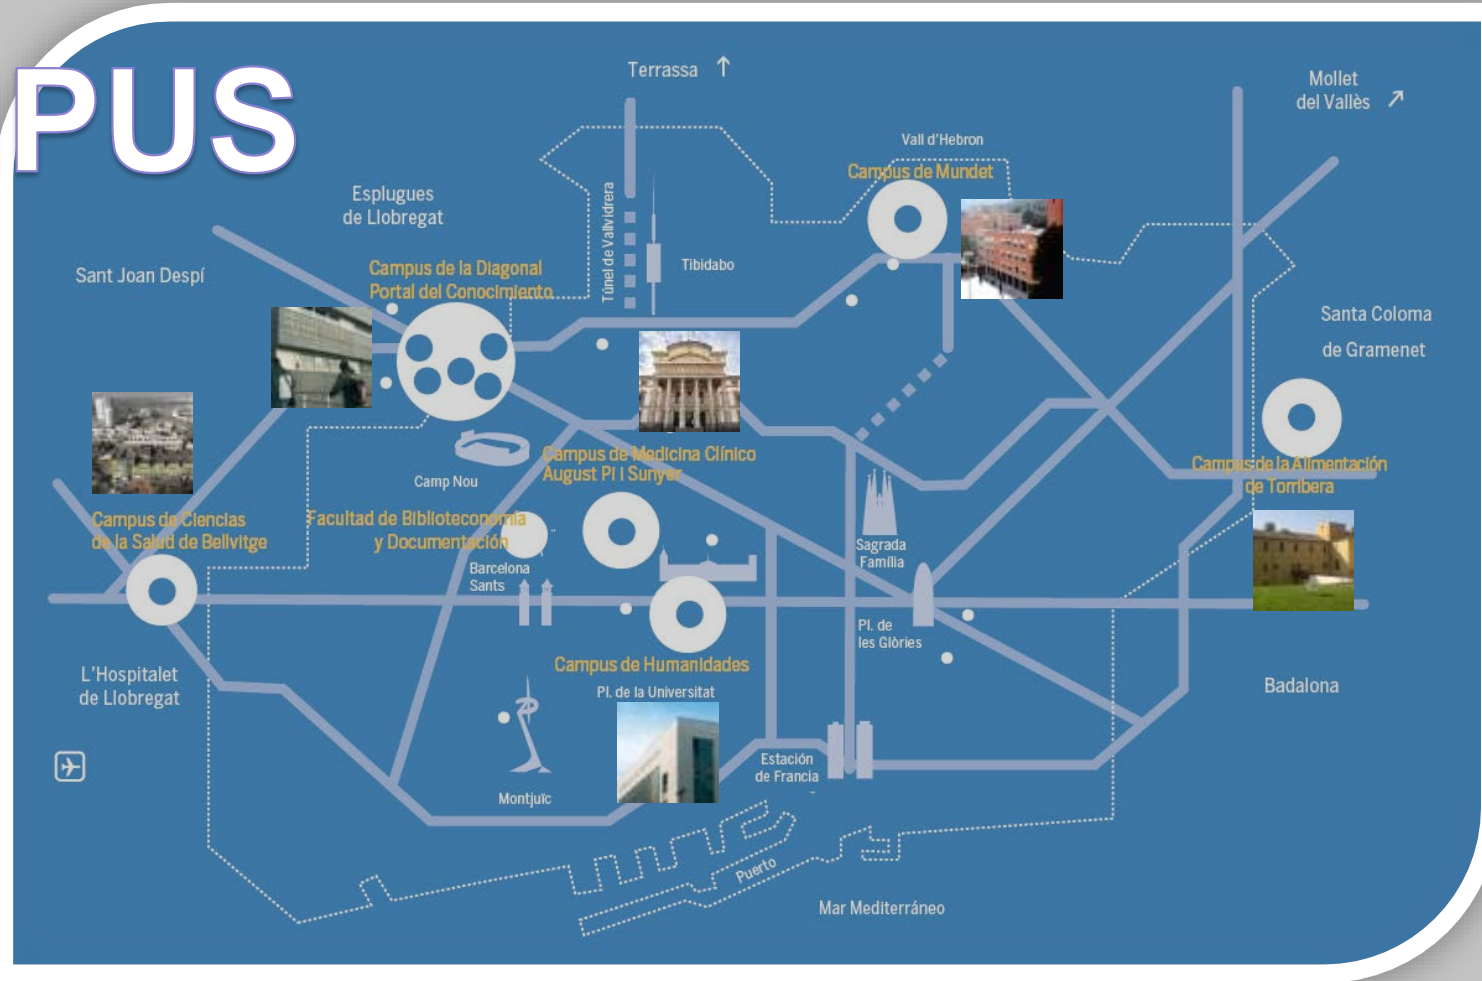 PUS
Terrassa ↑
Mollet
del Vallès ↗
Vall d'Hebron
Campus de Mundet
Esplugues
de Llobregat
Túnel de Vallvidrera
Tibidabo
Sant Joan Despí
Campus de la Diagonal
Portal del Conocimiento
Santa Coloma
de Gramenet
Campus de Medicina Clínico
August PI I Sunyer
Camp Nou
Campus de la Alimentación
de Torribera
Campus de Ciencias
de la Salud de Bellvitge
Facultad de Biblioteconomía
y Documentación
Sagrada
Família
Barcelona
Sants
Pl. de
les Glòries
Campus de Humanidades
Pl. de la Universitat
L'Hospitalet
de Llobregat
Badalona
Estación
de Francia
Montjuïc
Puerto
Mar Mediterráneo